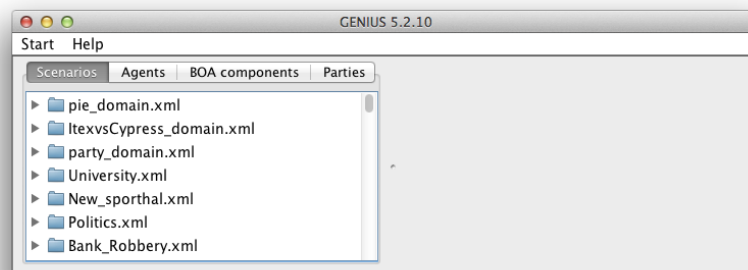 GENIUS 5.2.10
Start Help
Scenarios Agents BOA components Parties
pie_domain.xml
ItexvsCypress_domain.xml
party_domain.xml
University.xml
New_sporthal.xml
Politics.xml
Bank_Robbery.xml